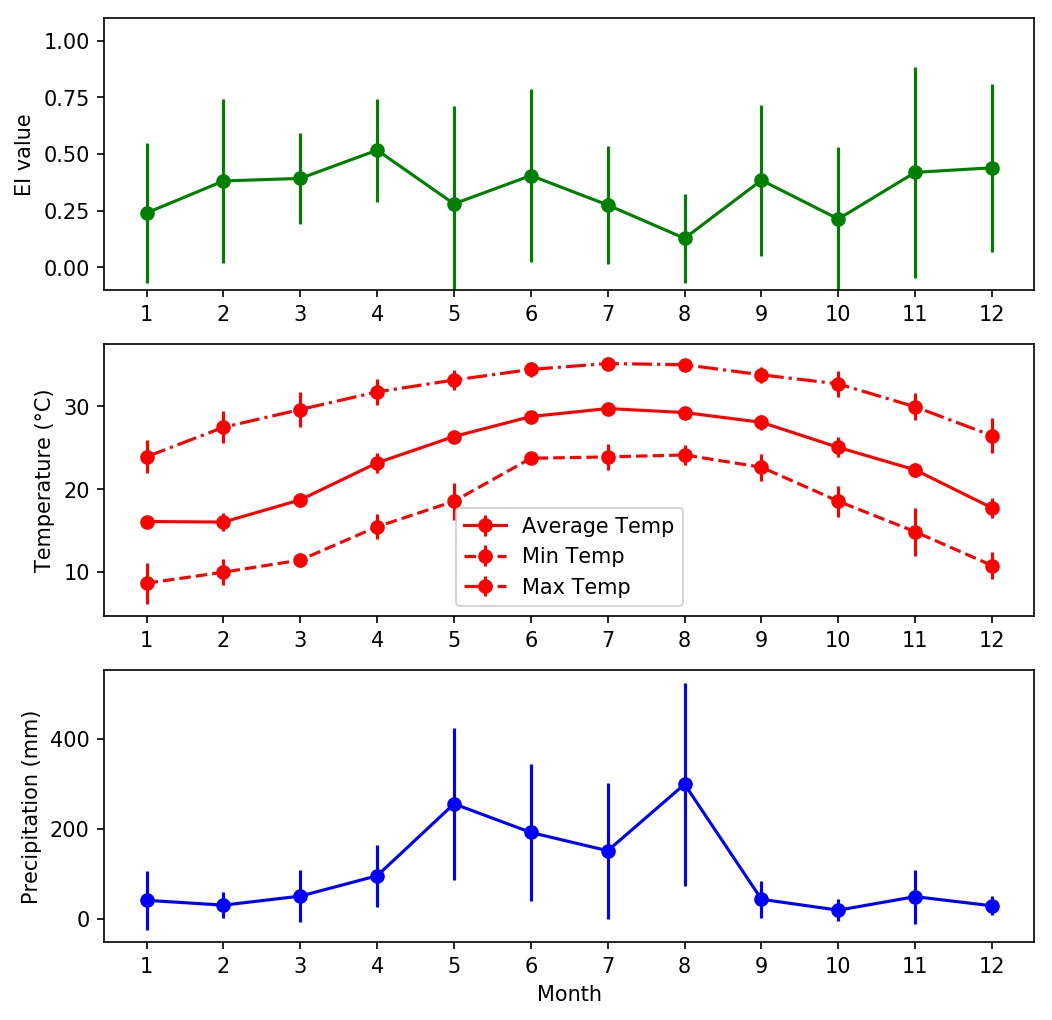 EI value
1.00
0.75
0.50
0.25
0.00
1 2 3 4 5 6 7 8 9 10 11 12
Temperature (°C)
30
20
10
Average Temp
Min Temp
Max Temp
1 2 3 4 5 6 7 8 9 10 11 12
Precipitation (mm)
400
200
0
1 2 3 4 5 6 7 8 9 10 11 12
Month